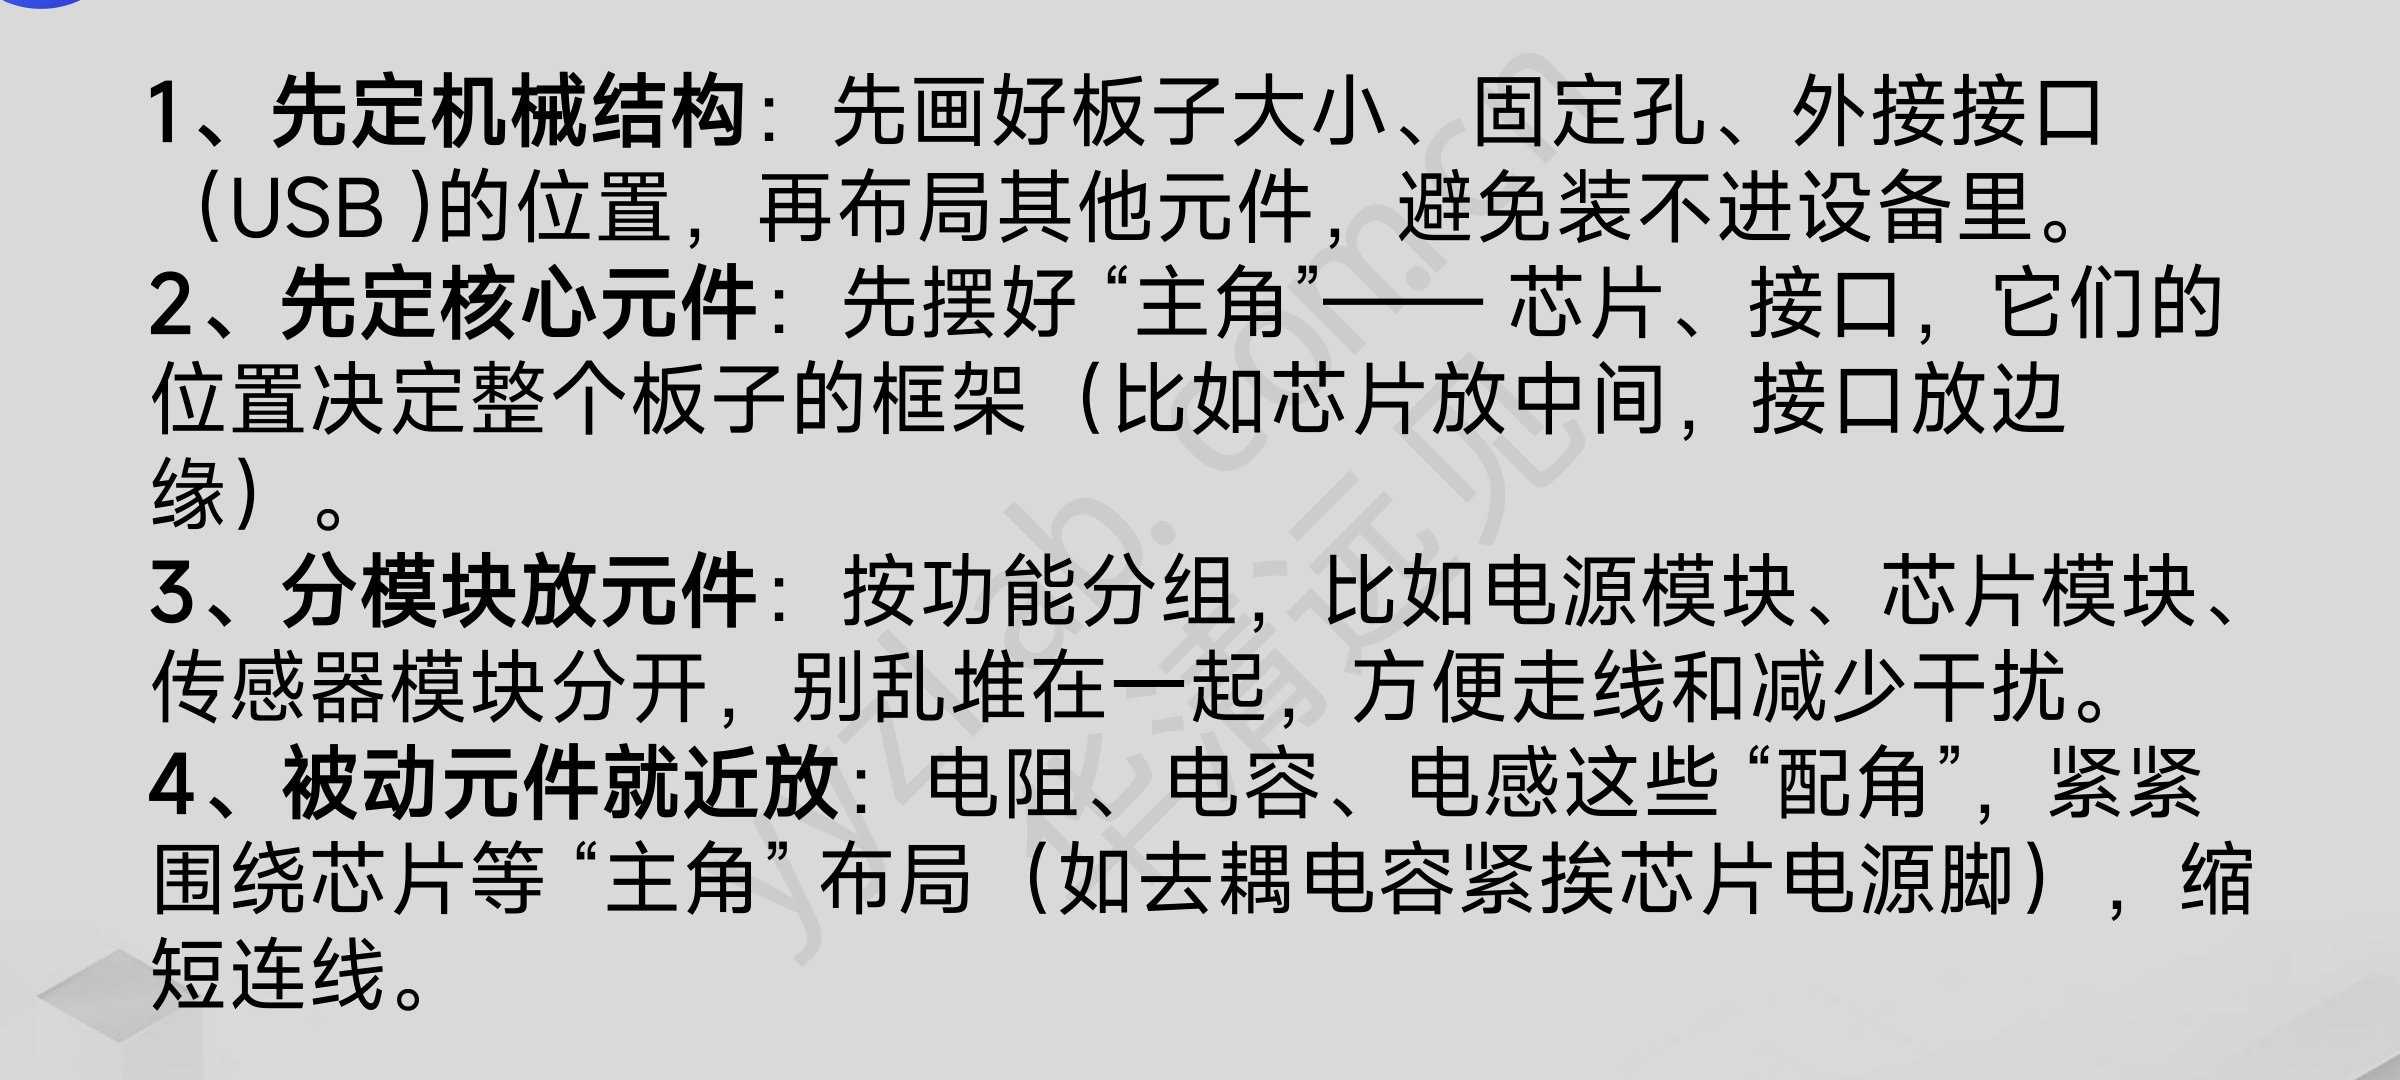 1、先定机械结构：先画好板子大小、固定孔、外接接口
（USB )的位置，再布局其他元件，避免装不进设备里。
2、先定核心元件：先摆好“主角”—— 芯片、接口，它们的
位置决定整个板子的框架（比如芯片放中间，接口放边
缘）。
3、分模块放元件：按功能分组，比如电源模块、芯片模块、
传感器模块分开，别乱堆在一起，方便走线和减少干扰。
4、被动元件就近放：电阻、电容、电感这些“配角”，紧紧
围绕芯片等“主角”布局（如去耦电容紧挨芯片电源脚），缩
短连线。
yyzlab.com.cn
华清远见